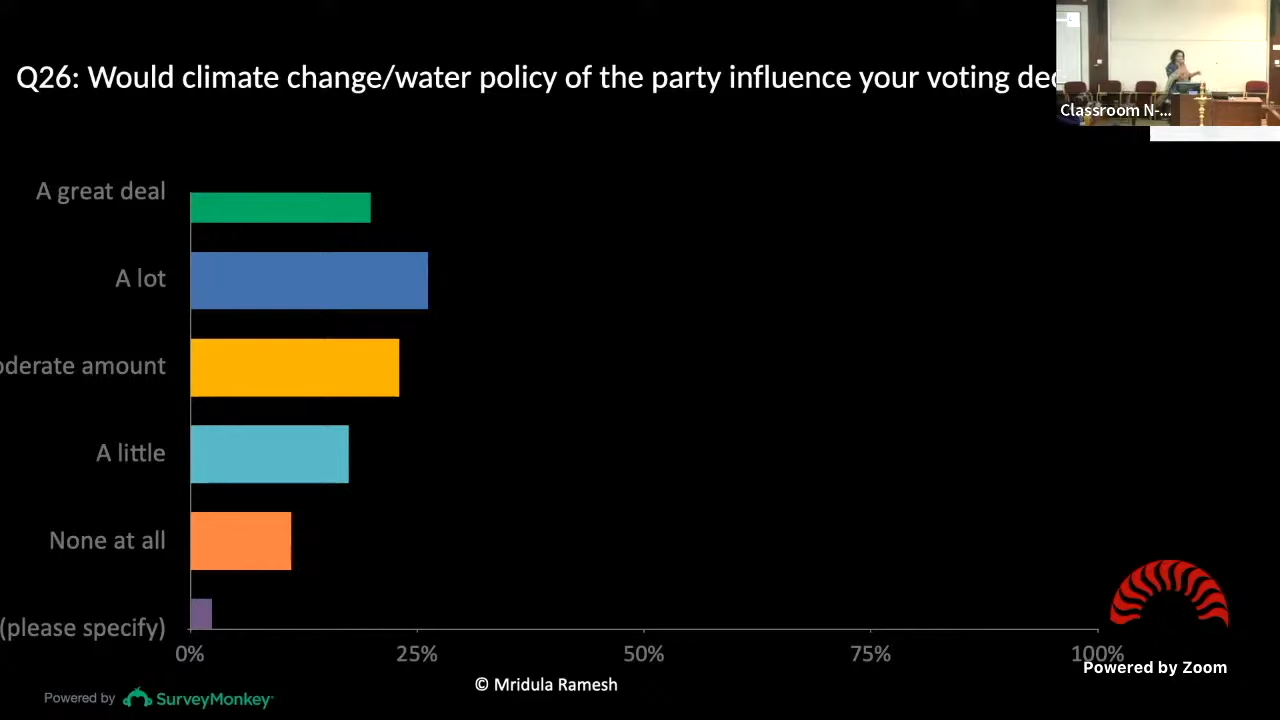 Q26: Would climate change/water policy of the party influence your voting dec
Classroom N-...
A great deal
A lot
oderate amount
A little
None at all
(please specify)
0% 25% 50% 75% 100%
Powered by Zoom
© Mridula Ramesh
Powered by SurveyMonkey